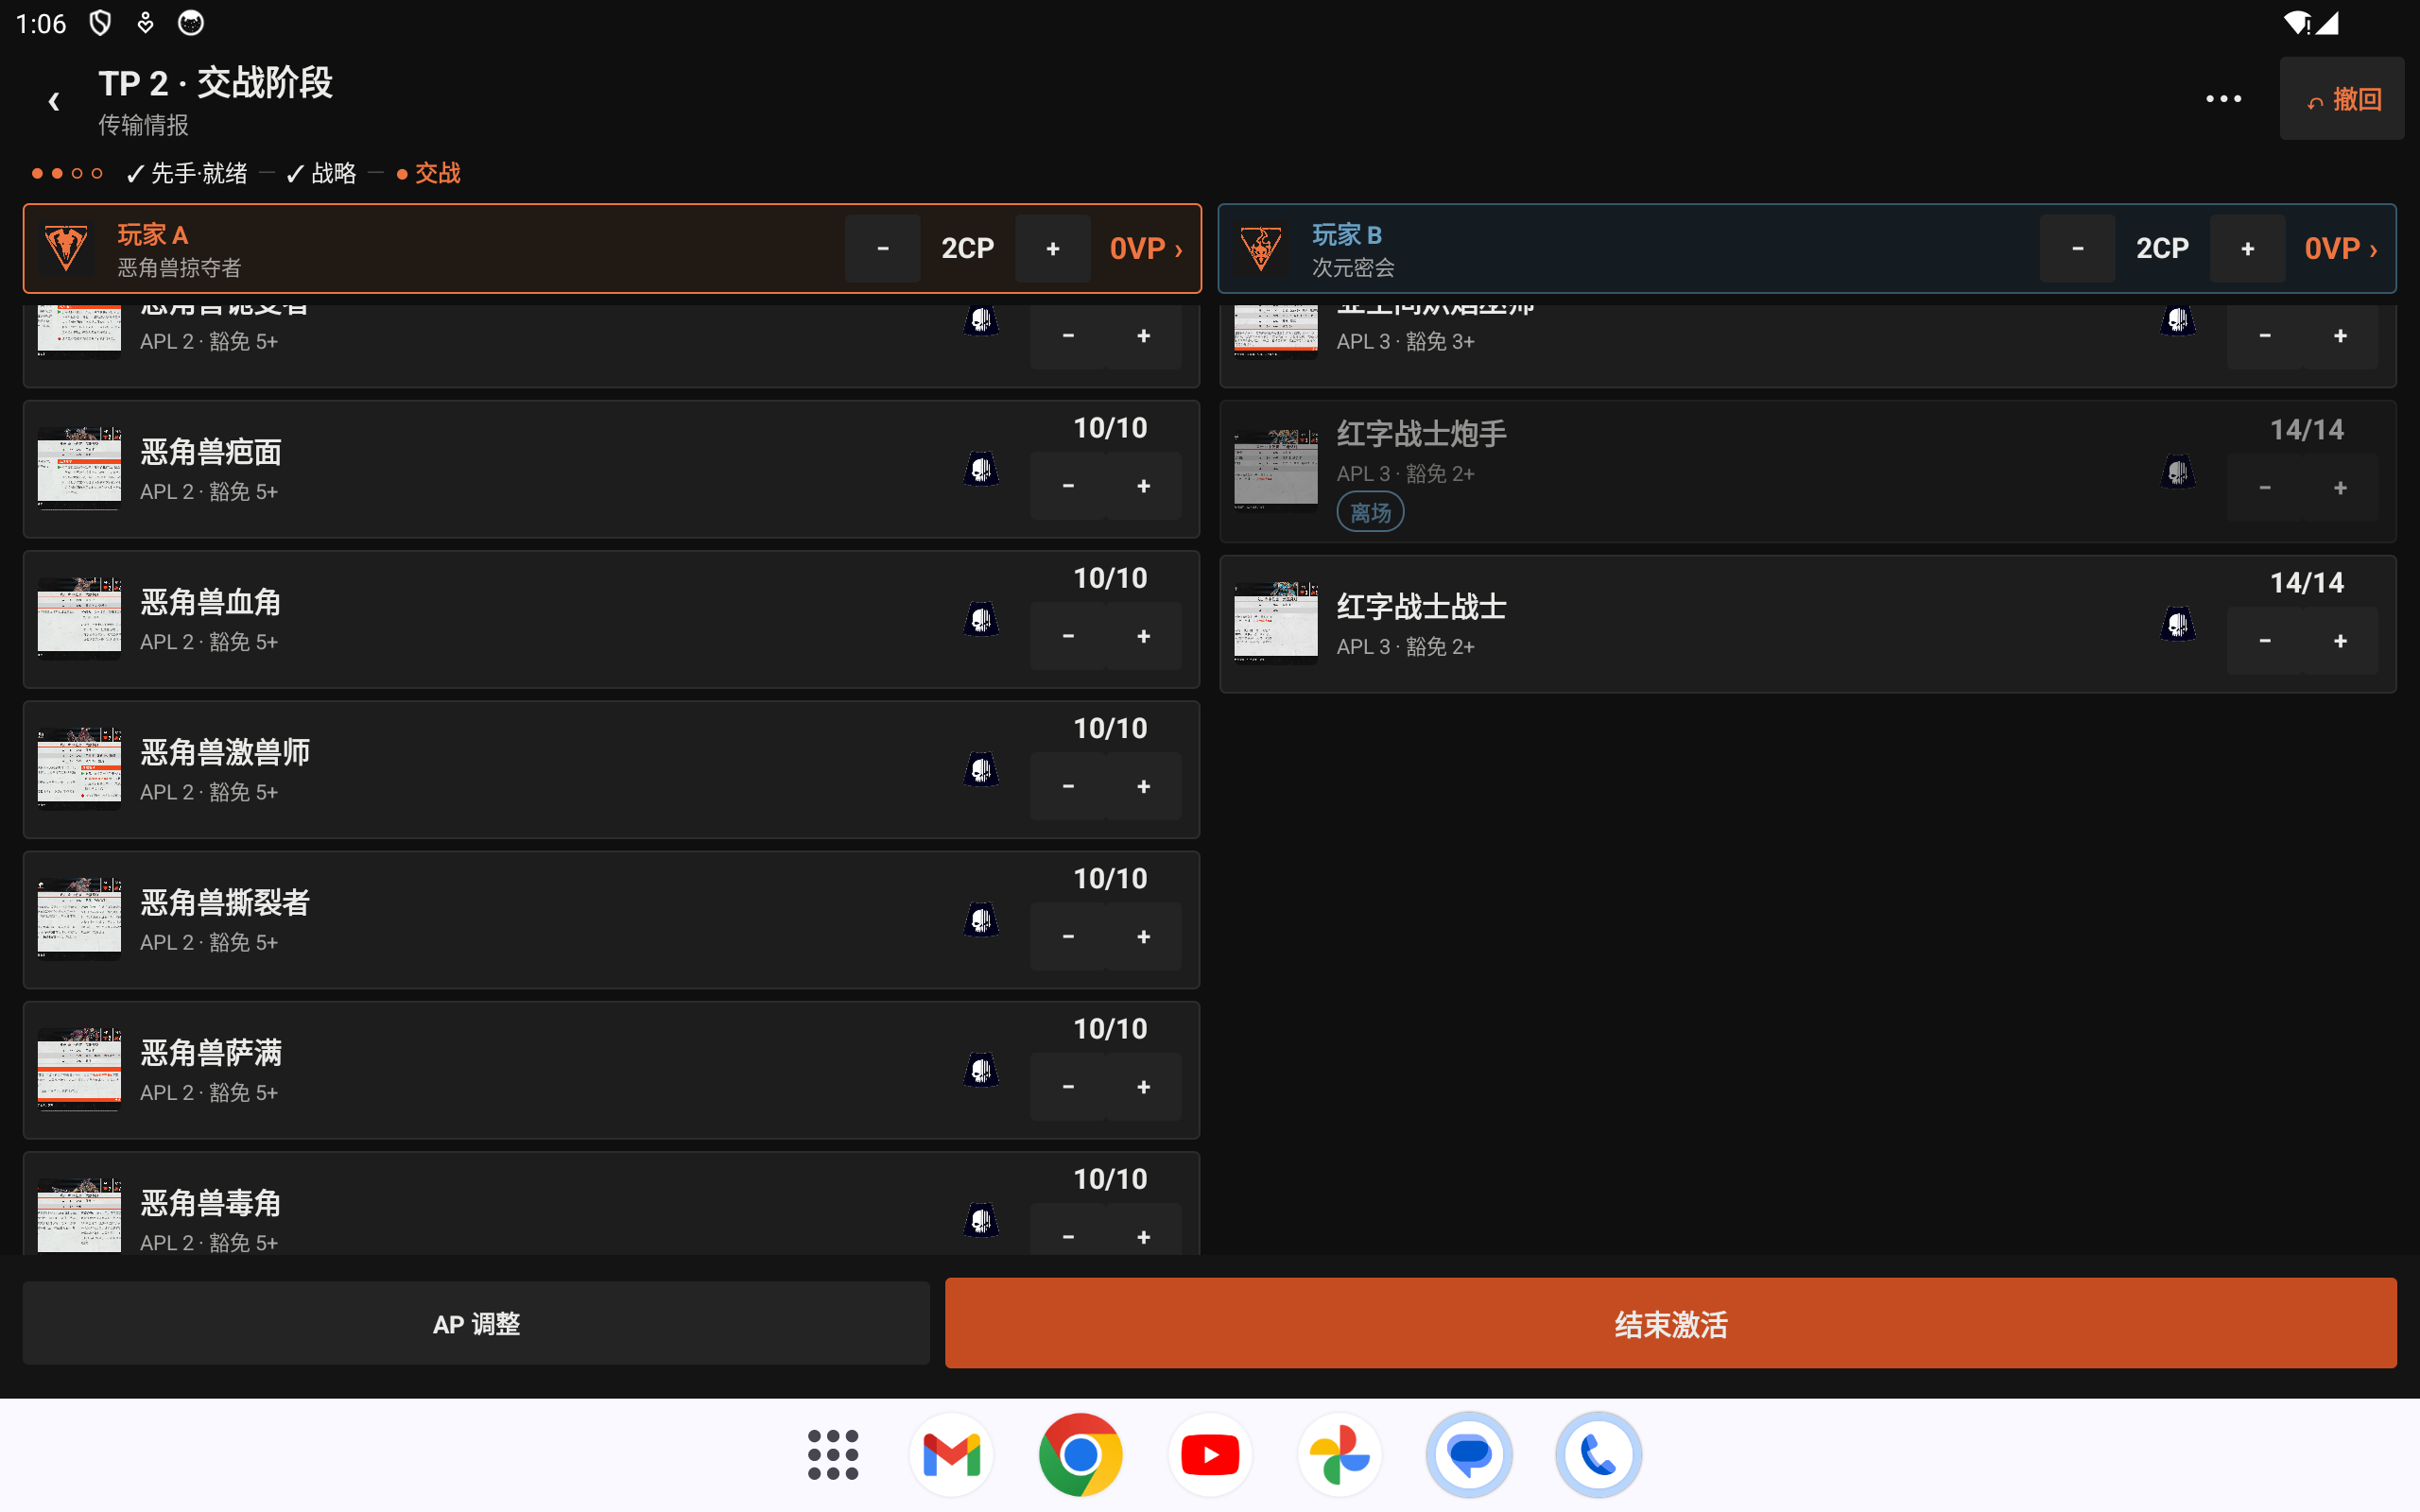 1:06
TP 2 · 交战阶段
传输情报
撤回
✓先手·就绪 — ✓战略 — 交战
玩家 A
恶角兽掠夺者
- 2CP + 0VP ›
玩家 B
次元密会
- 2CP + 0VP ›
恶角兽诡变者
APL 2 · 豁免 5+
- +
恶角兽疤面
APL 2 · 豁免 5+
10/10
- +
恶角兽血角
APL 2 · 豁免 5+
10/10
- +
恶角兽激兽师
APL 2 · 豁免 5+
10/10
- +
恶角兽撕裂者
APL 2 · 豁免 5+
10/10
- +
恶角兽萨满
APL 2 · 豁免 5+
10/10
- +
恶角兽毒角
APL 2 · 豁免 5+
10/10
- +
APL 3 · 豁免 3+
- +
红字战士炮手
APL 3 · 豁免 2+
离场
14/14
- +
红字战士战士
APL 3 · 豁免 2+
14/14
- +
AP 调整
结束激活